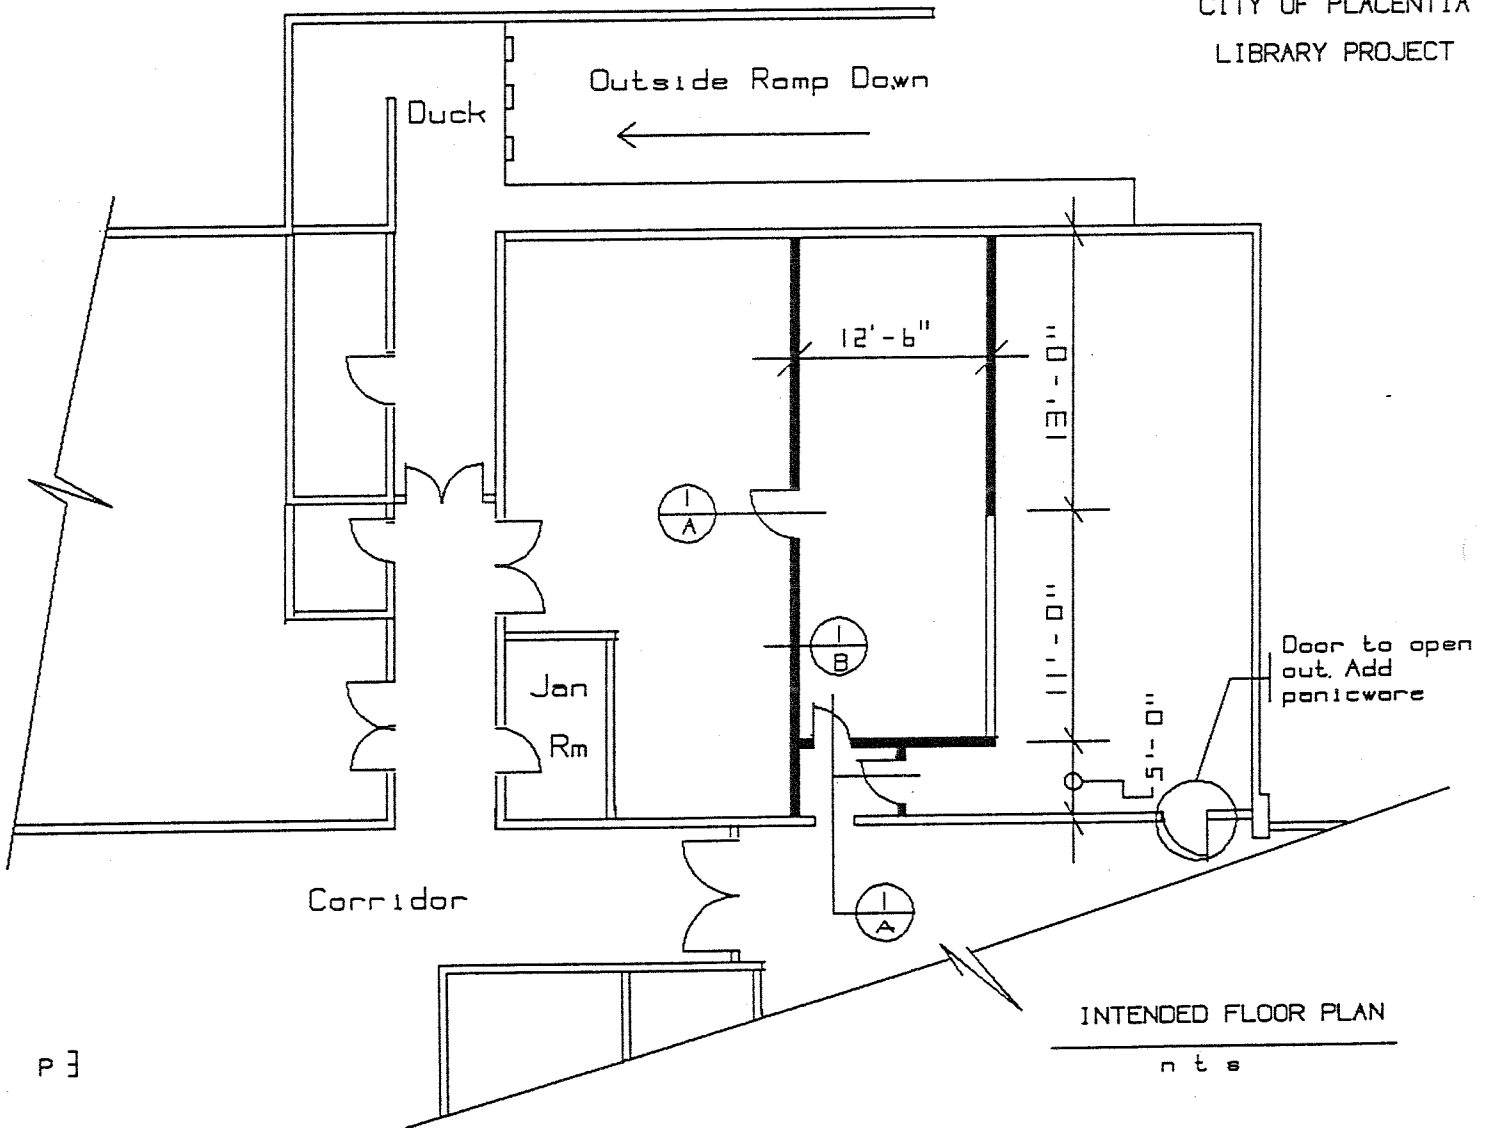 CITY OF PLACENTIA
LIBRARY PROJECT
Outside Ramp Down
Duck
12'-6"
13'-0"
11'-0"
5'-0"
1
A
1
B
Door to open
out. Add
panicware
Jan
Rm
Corridor
1
A
INTENDED FLOOR PLAN
nts
P 3